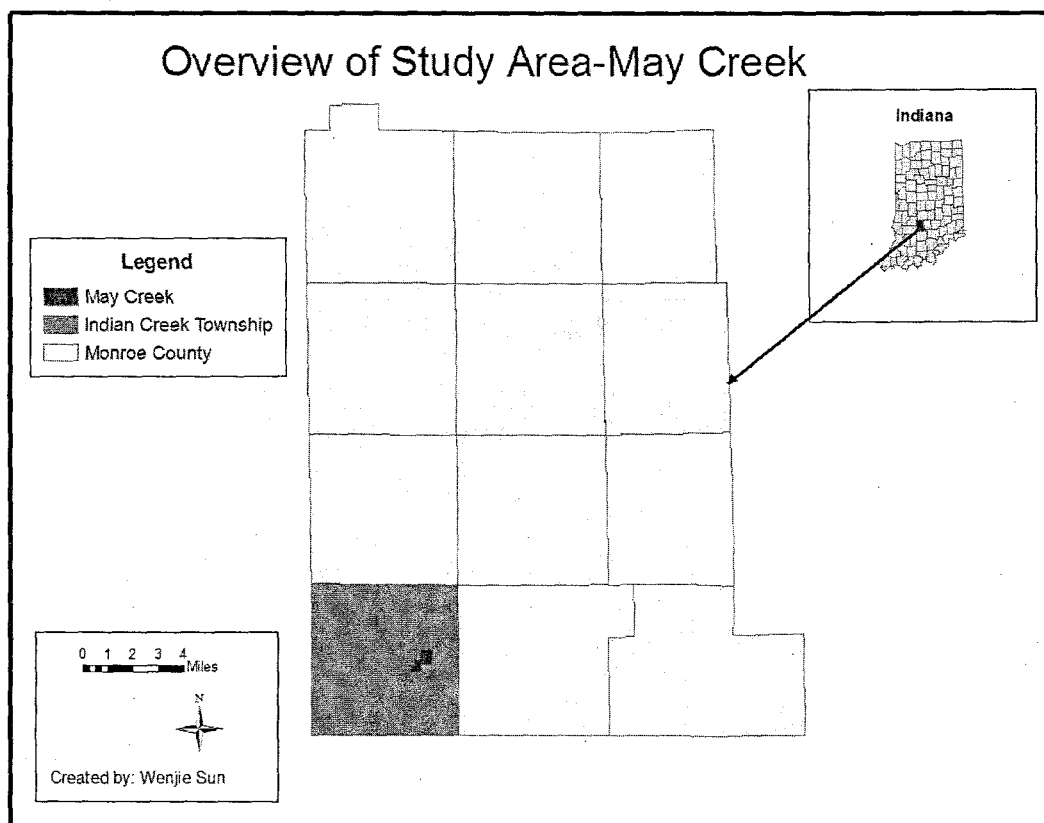 Overview of Study Area-May Creek
Indiana
Legend
May Creek
Indian Creek Township
Monroe County
0 1 2 3 4
Miles
N
Created by: Wenjie Sun